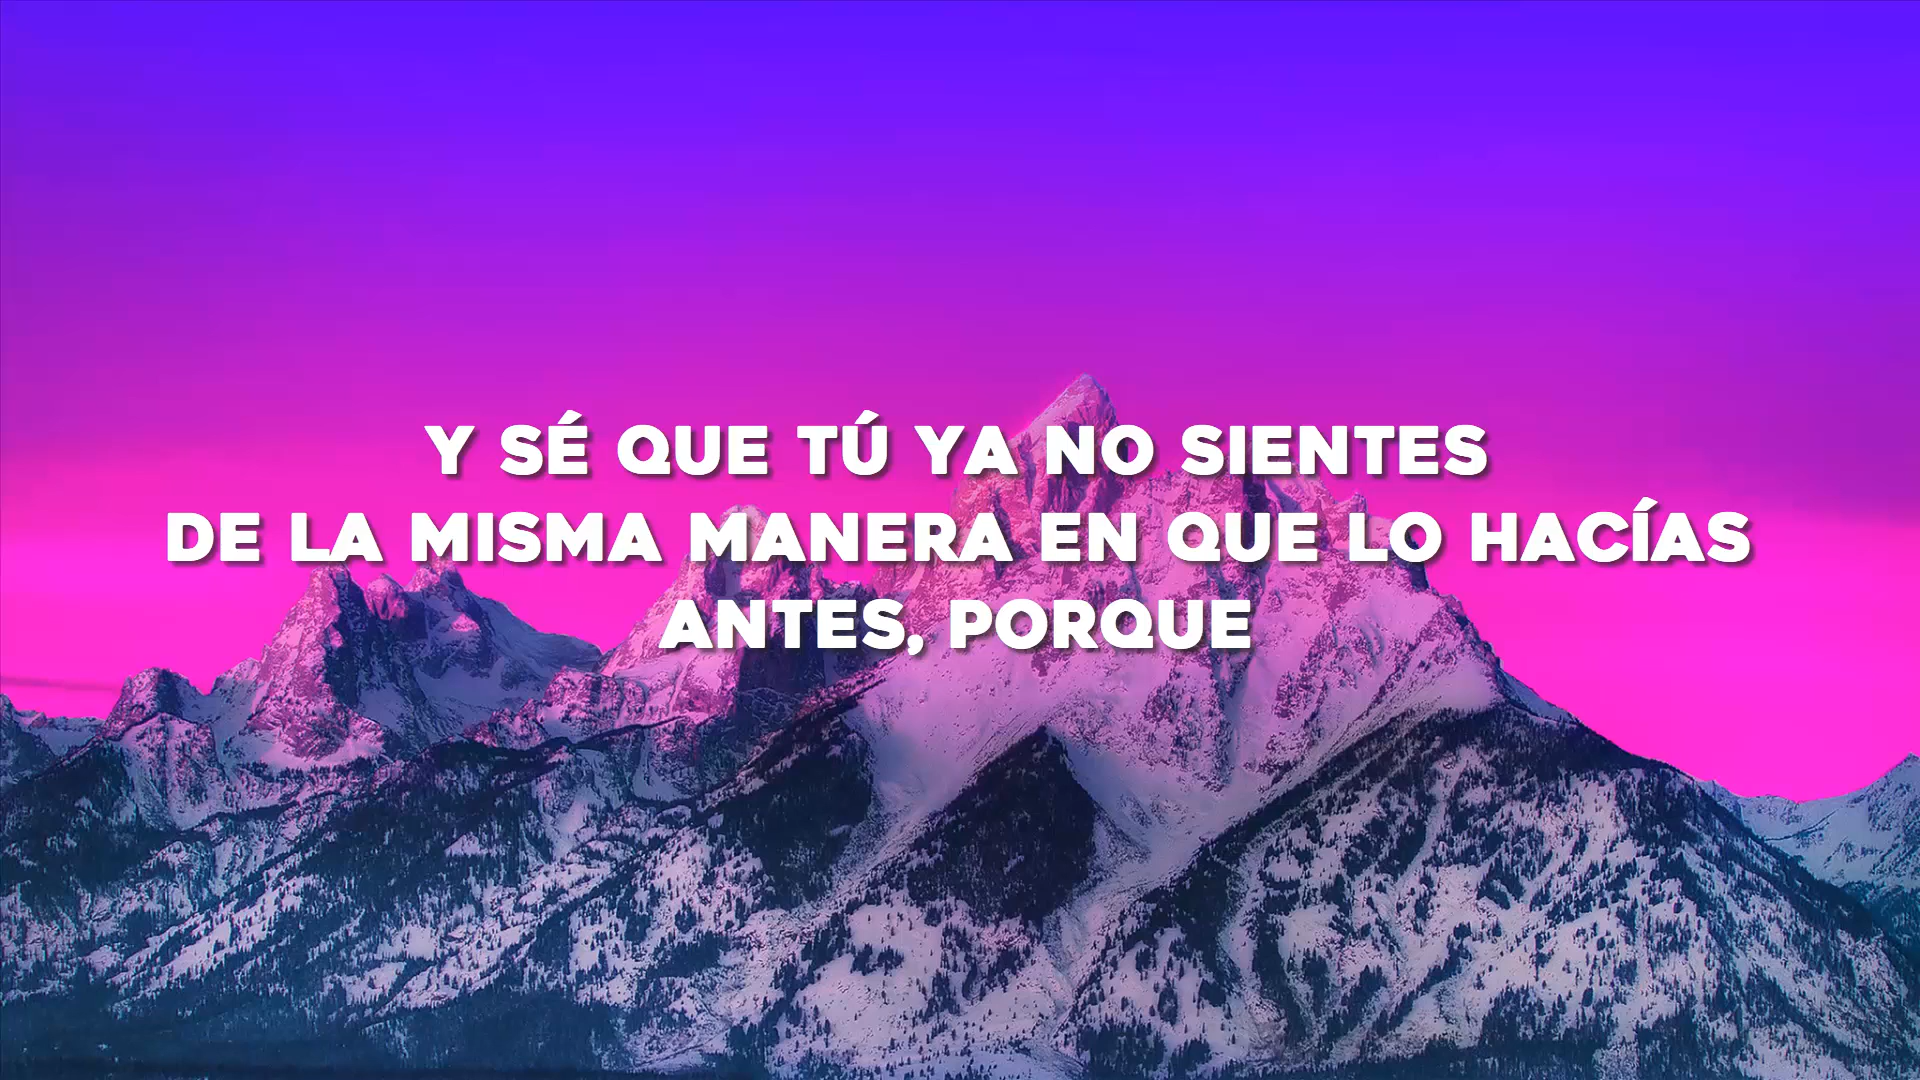 Y SÉ QUE TÚ YA NO SIENTES
DE LA MISMA MANERA EN QUE LO HACÍAS
ANTES, PORQUE